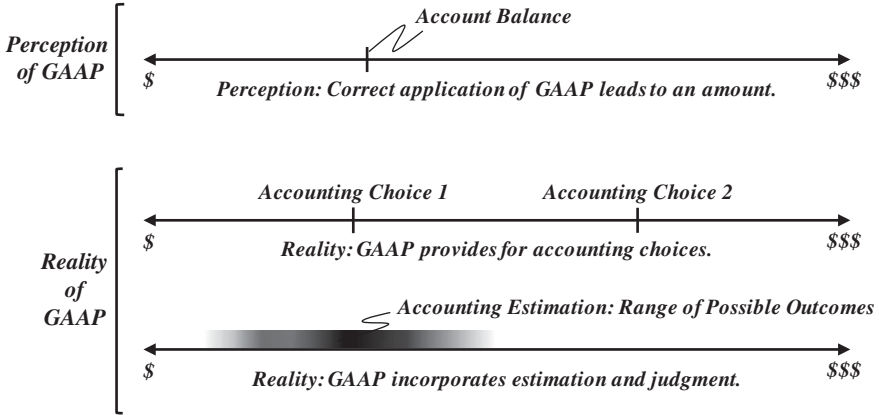 Account Balance
Perception
of GAAP
$ $$$
Perception: Correct application of GAAP leads to an amount.
Accounting Choice 1 Accounting Choice 2
$ $$$
Reality: GAAP provides for accounting choices.
Reality
of
GAAP
Accounting Estimation: Range of Possible Outcomes
$ $$$
Reality: GAAP incorporates estimation and judgment.